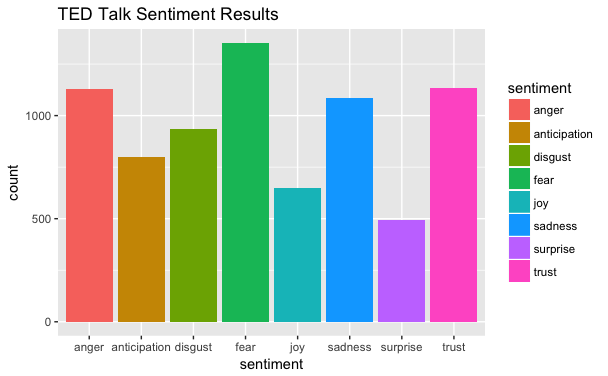 TED Talk Sentiment Results
count
1000
500
0
anger anticipation disgust fear joy sadness surprise trust
sentiment
sentiment
anger
anticipation
disgust
fear
joy
sadness
surprise
trust